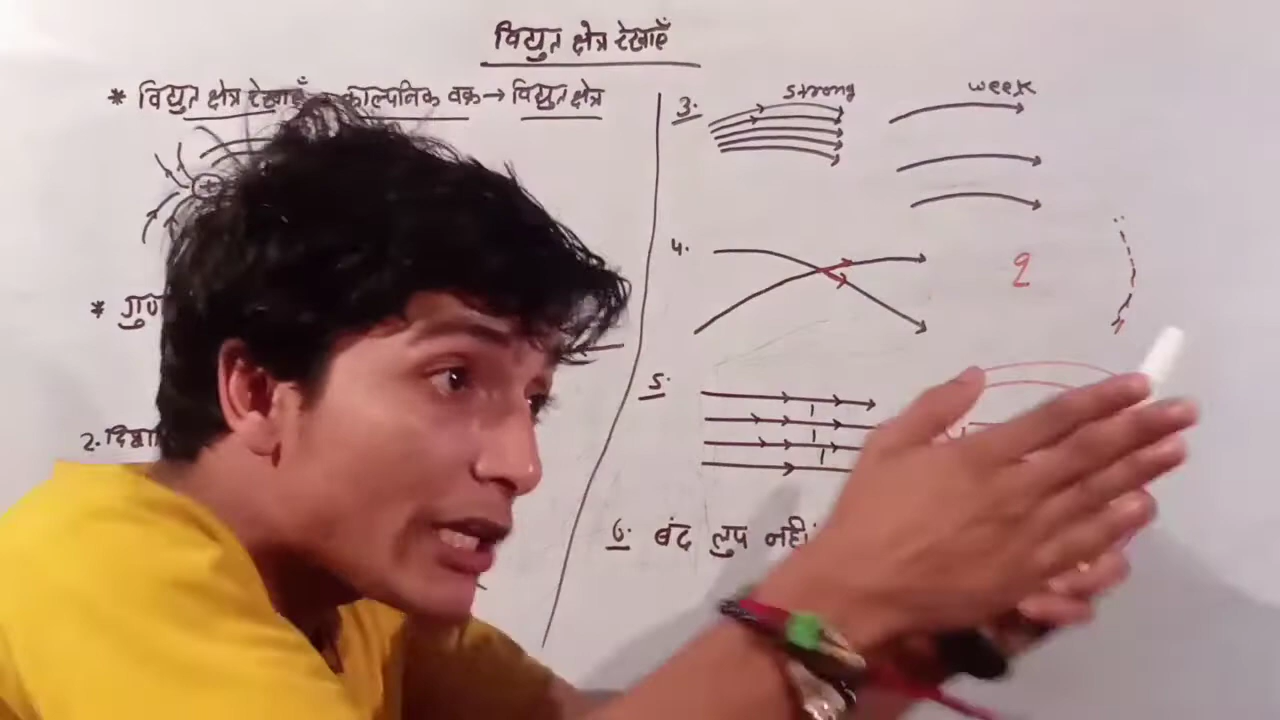 विद्युत क्षेत्र रेखाएँ
* विद्युत क्षेत्र रेखाएँ काल्पनिक वक्र → विद्युत क्षेत्र
+
*
2.
3. strong week
4.
q
5.
6. बंद लुप नहीं